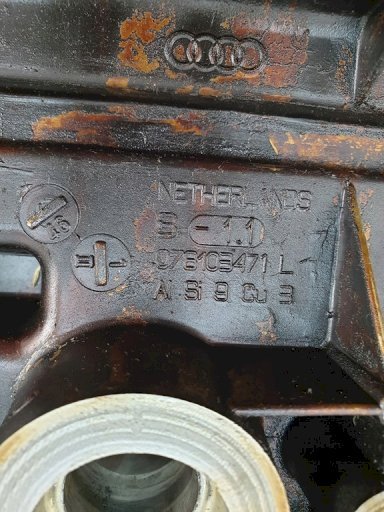 NETHERLANDS
S -1.1
078103471 L
Al Si 9 Cu 3